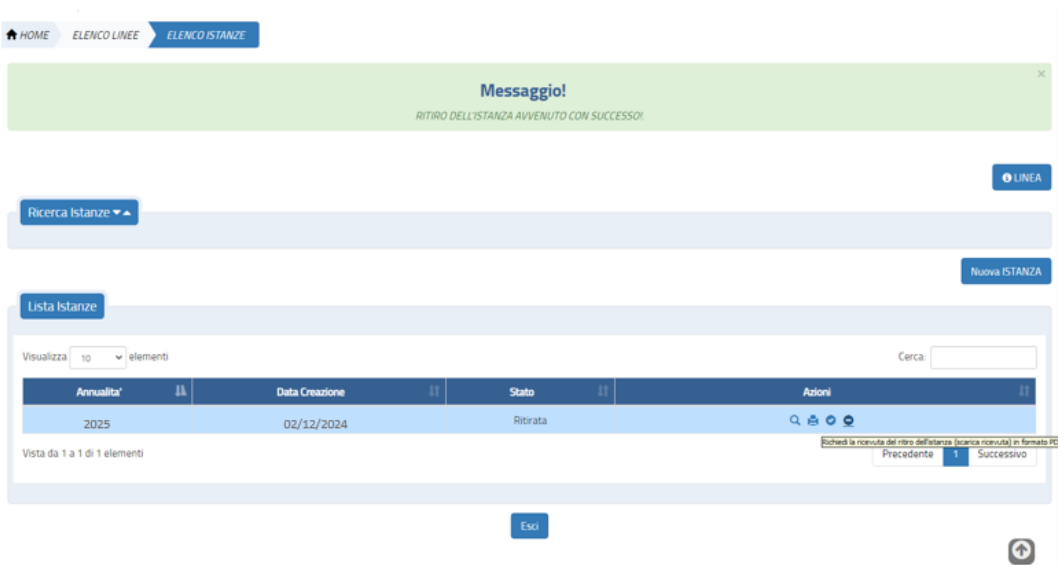 HOME ELENCO LINEE ELENCO ISTANZE
×
Messaggio!
RITIRO DELL'ISTANZA AVVENUTO CON SUCCESSO!.
LINEA
Ricerca Istanze
Nuova ISTANZA
Lista Istanze
Visualizza 10 elementi Cerca:
Annualita' Data Creazione Stato Azioni
2025 02/12/2024 Ritirata
Richiedi la ricevuta del ritiro dell'istanza (scarica ricevuta) in formato PD
Vista da 1 a 1 di 1 elementi Precedente 1 Successivo
Esci